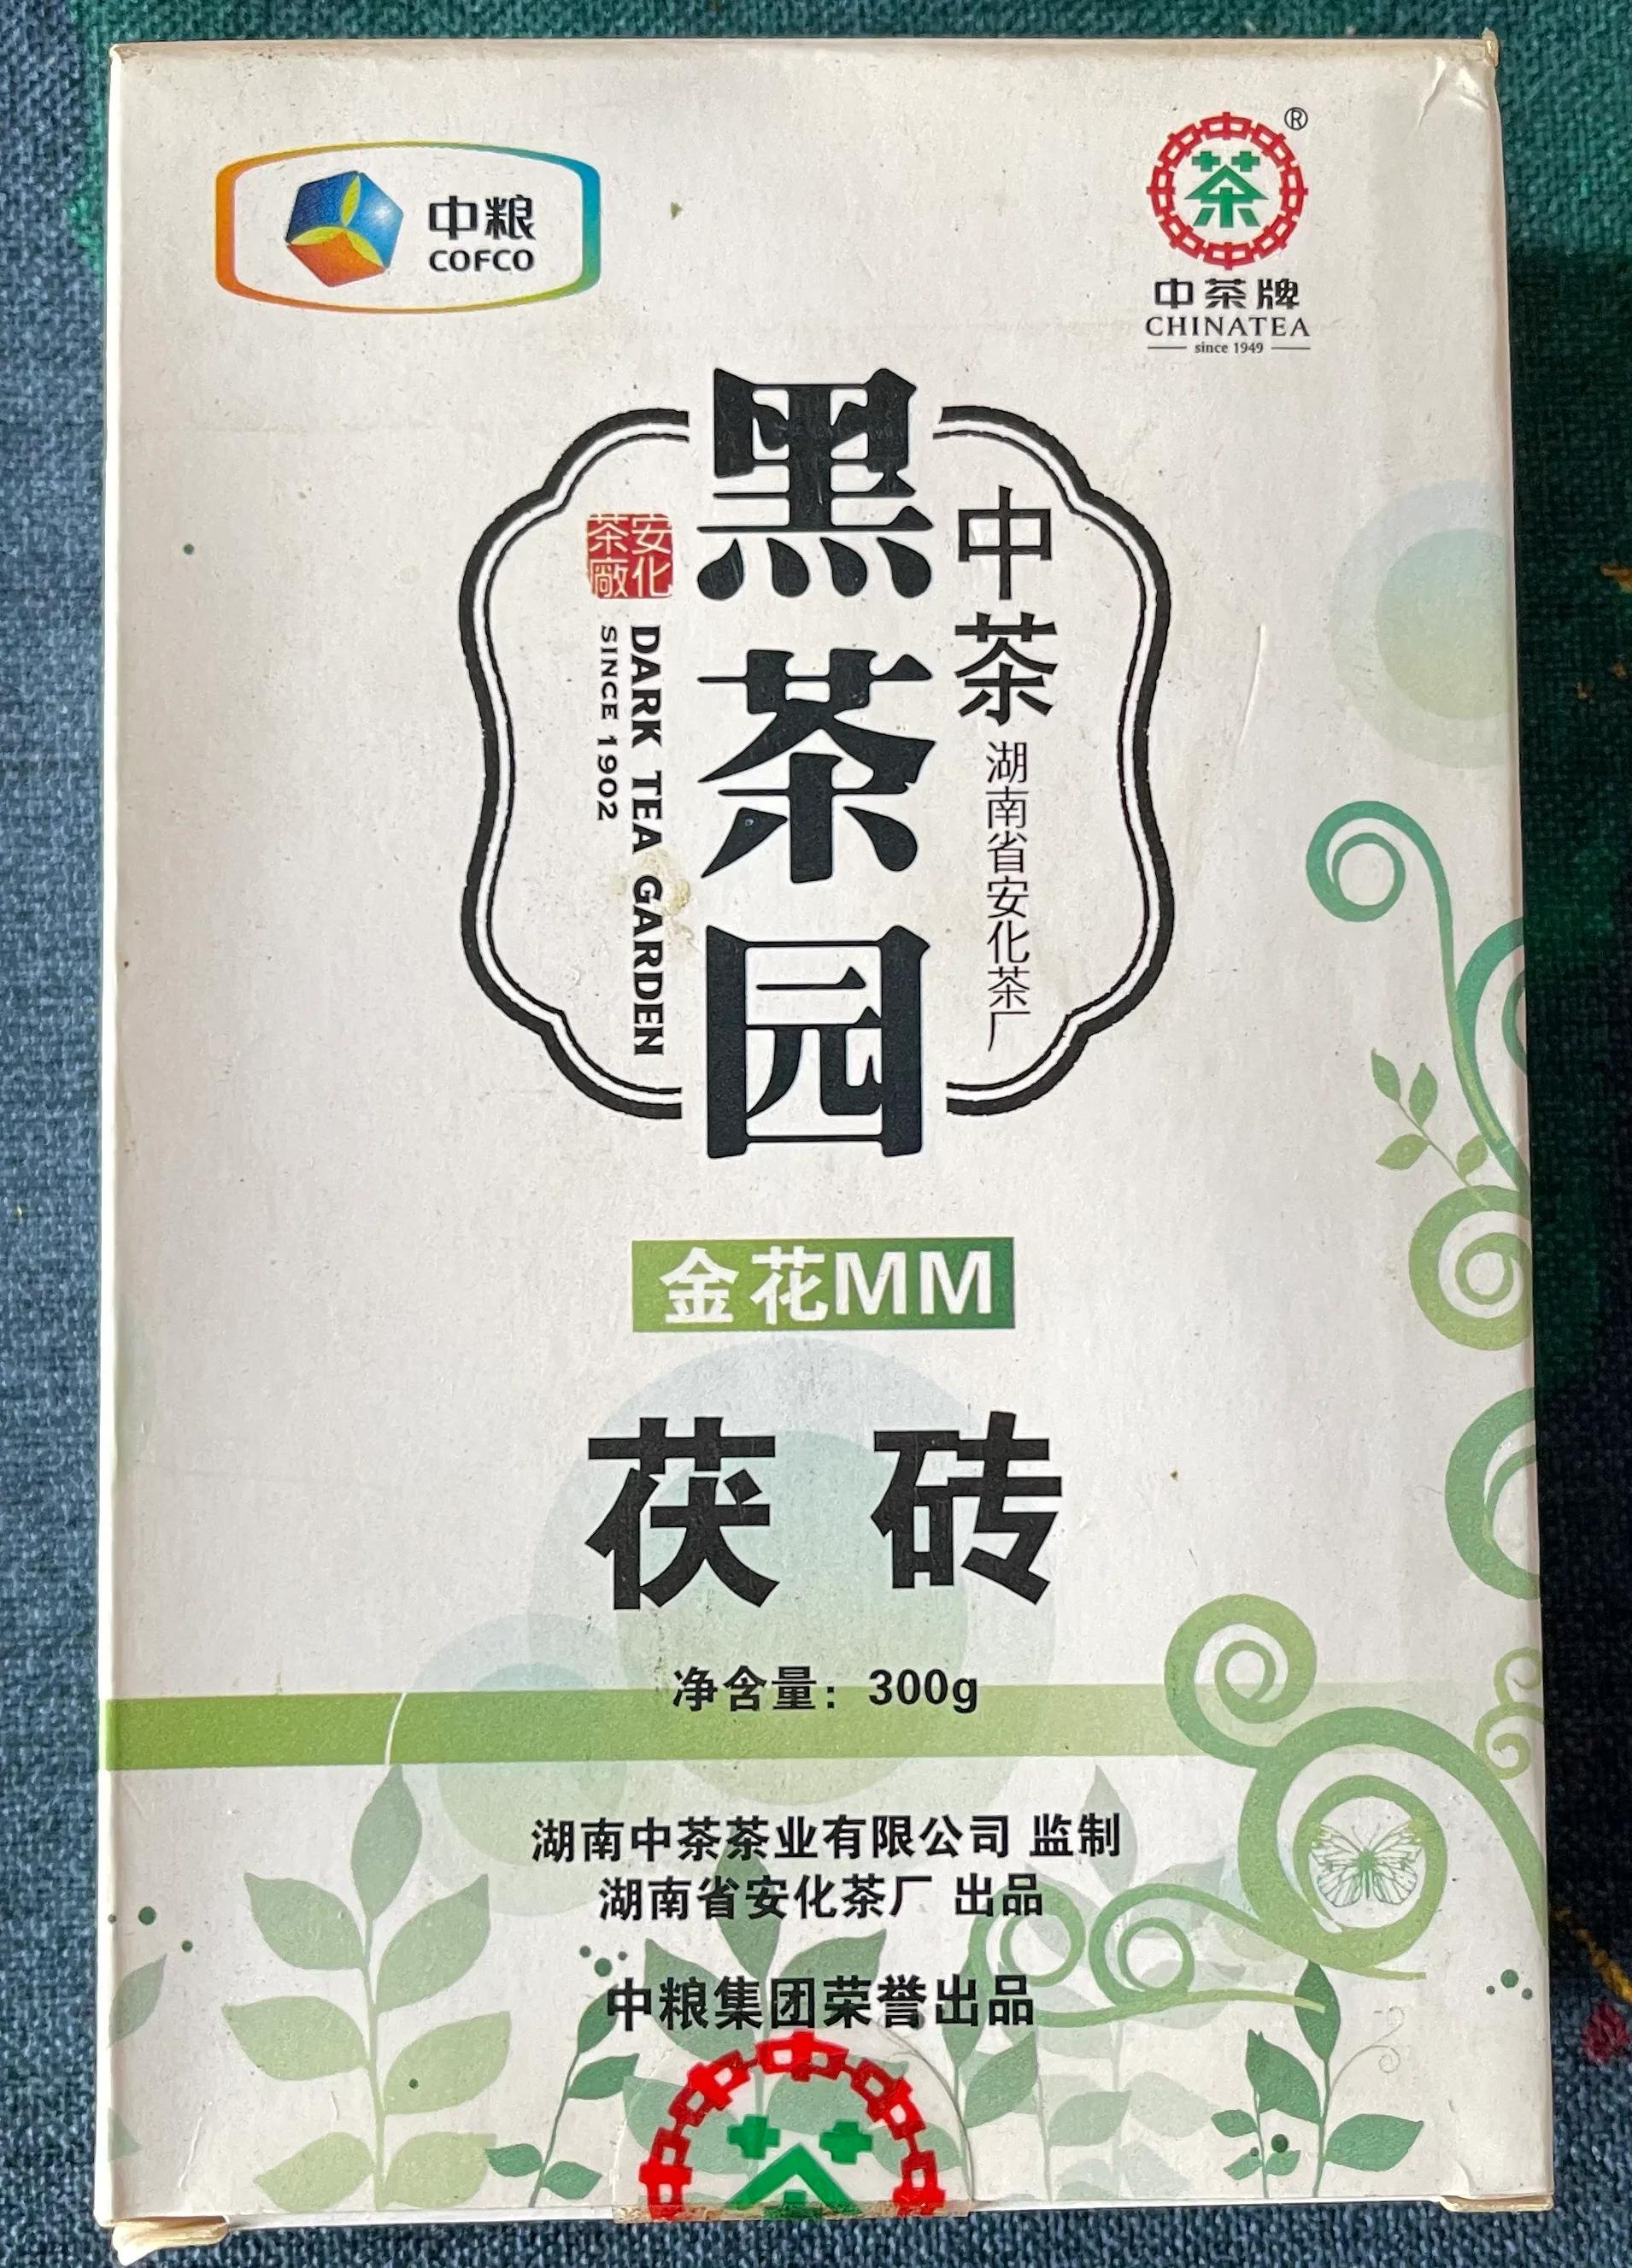 中粮
COFCO
®
茶
中茶牌
CHINATEA
since 1949
中茶 湖南省安化茶厂
黑茶园
安化
茶廠
DARK TEA GARDEN
SINCE 1902
金花MM
茯砖
净含量：300g
湖南中茶茶业有限公司 监制
湖南省安化茶厂 出品
中粮集团荣誉出品